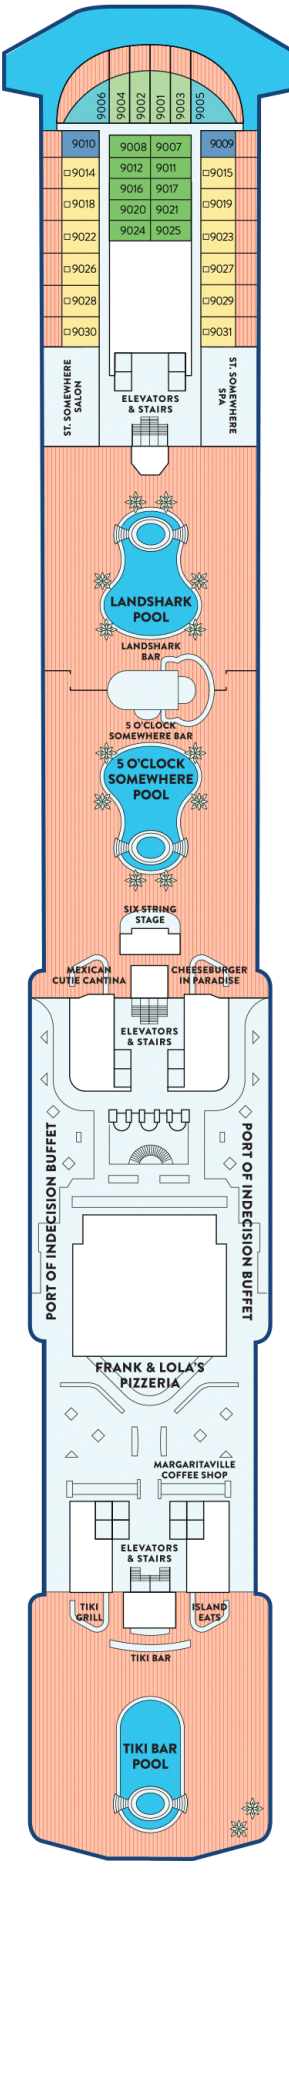 9006
9004
9002
9001
9003
9005
9010
9008
9007
9009
9014
9012
9011
9015
9016
9017
9018
9019
9020
9021
9022
9024
9025
9023
9026
9027
9028
9029
9030
9031
ST. SOMEWHERE
SALON
ELEVATORS
& STAIRS
ST. SOMEWHERE
SPA
LANDSHARK
POOL
LANDSHARK
BAR
5 O'CLOCK
SOMEWHERE BAR
5 O'CLOCK
SOMEWHERE
POOL
SIX STRING
STAGE
MEXICAN
CUTIE CANTINA
CHEESEBURGER
IN PARADISE
ELEVATORS
& STAIRS
PORT OF INDECISION BUFFET
PORT OF INDECISION BUFFET
FRANK & LOLA'S
PIZZERIA
MARGARITAVILLE
COFFEE SHOP
ELEVATORS
& STAIRS
TIKI
GRILL
ISLAND
EATS
TIKI BAR
TIKI BAR
POOL